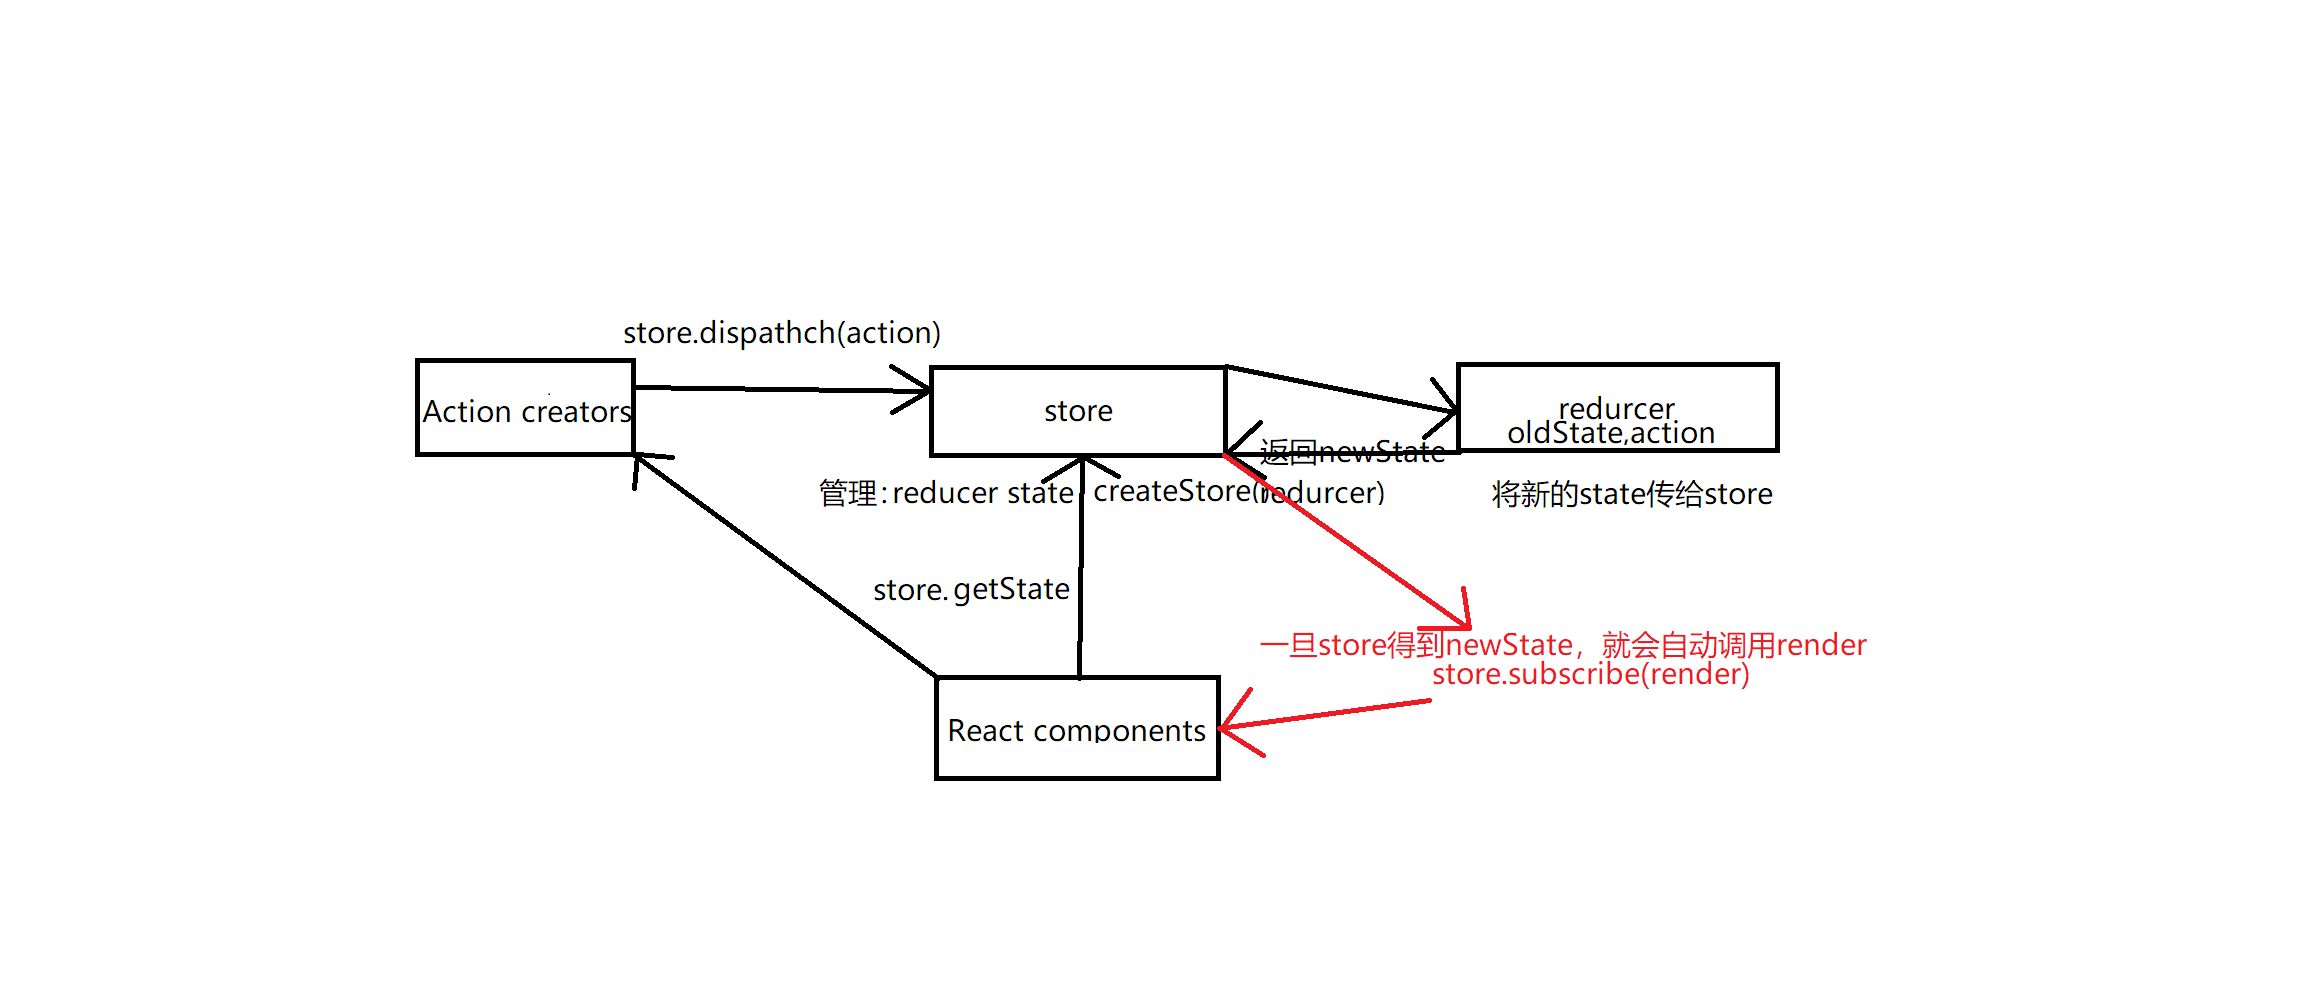 store.dispathch(action)
Action creators
store
redurcer
oldState,action
返回newState
管理：reducer state
createStore(redurcer)
将新的state传给store
store.getState
一旦store得到newState，就会自动调用render
store.subscribe(render)
React components